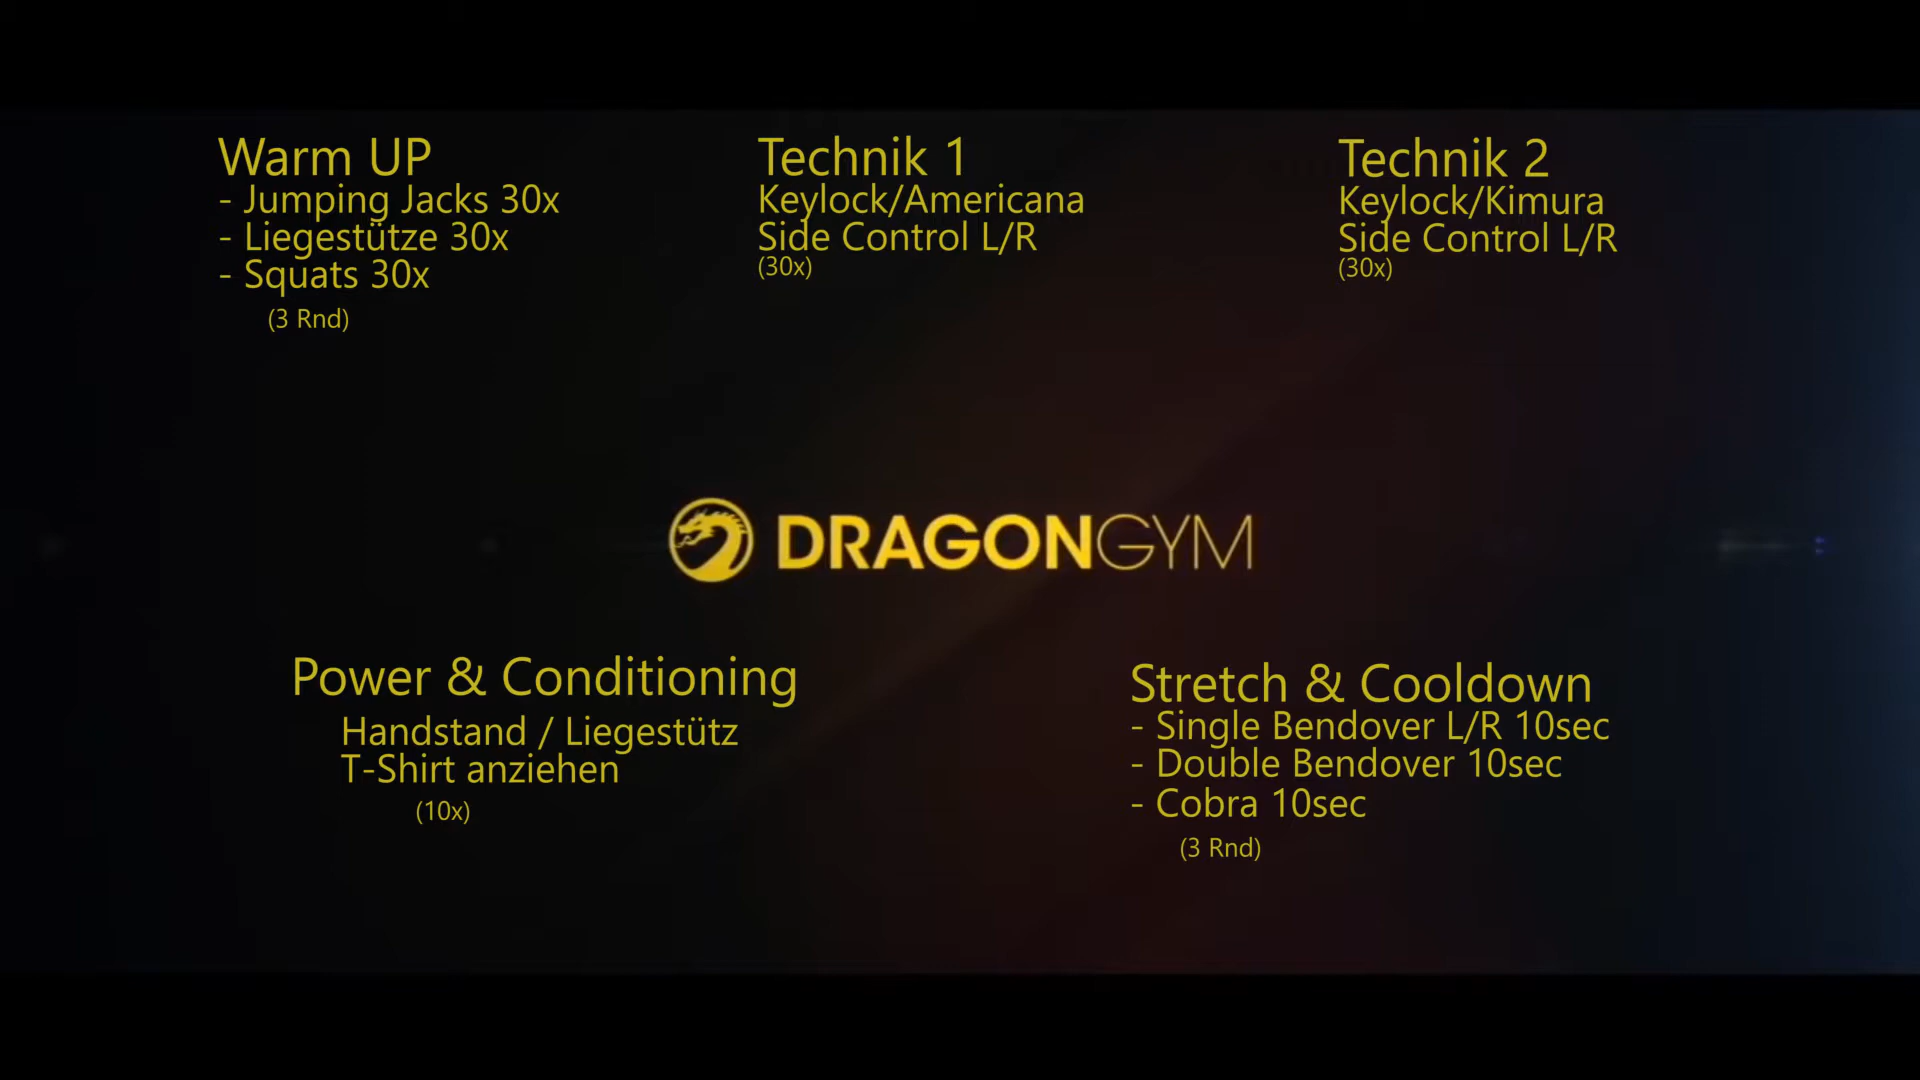 Warm UP
- Jumping Jacks 30x
- Liegestütze 30x
- Squats 30x
(3 Rnd)
Technik 1
Keylock/Americana
Side Control L/R
(30x)
Technik 2
Keylock/Kimura
Side Control L/R
(30x)
DRAGONGYM
Power & Conditioning
Handstand / Liegestütz
T-Shirt anziehen
(10x)
Stretch & Cooldown
- Single Bendover L/R 10sec
- Double Bendover 10sec
- Cobra 10sec
(3 Rnd)